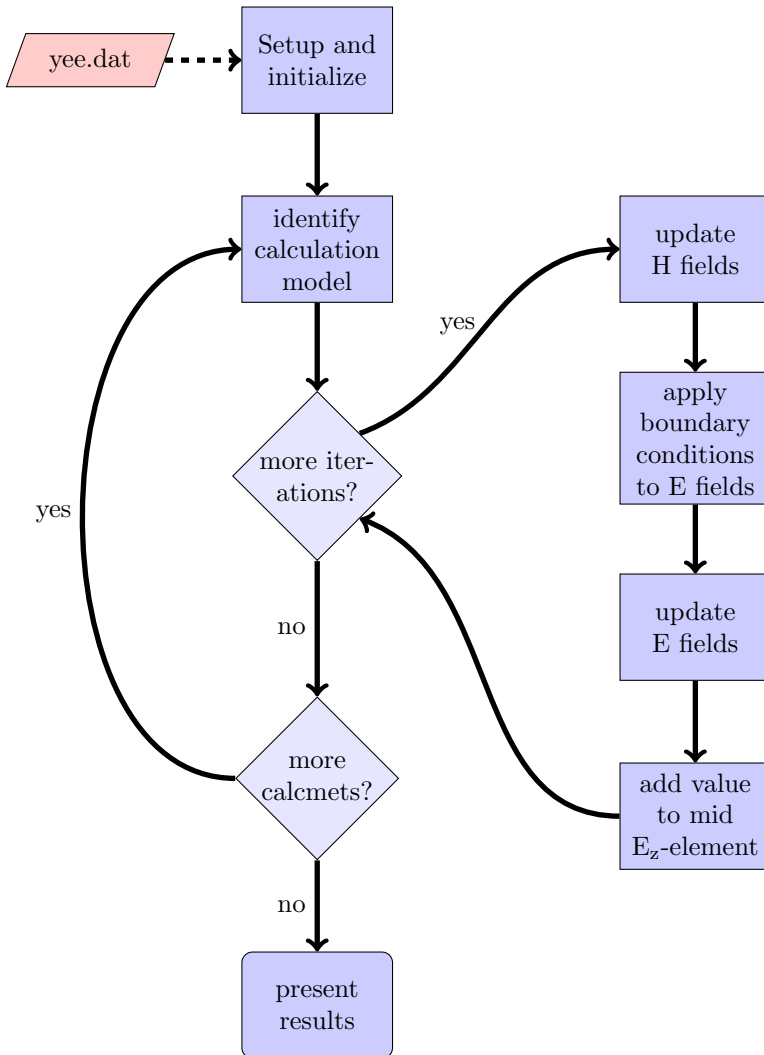 yee.dat
Setup and
initialize
identify
calculation
model
update
H fields
yes
apply
boundary
conditions
to E fields
more iter-
ations?
yes
update
E fields
no
more
calcmets?
add value
to mid
E_z-element
no
present
results